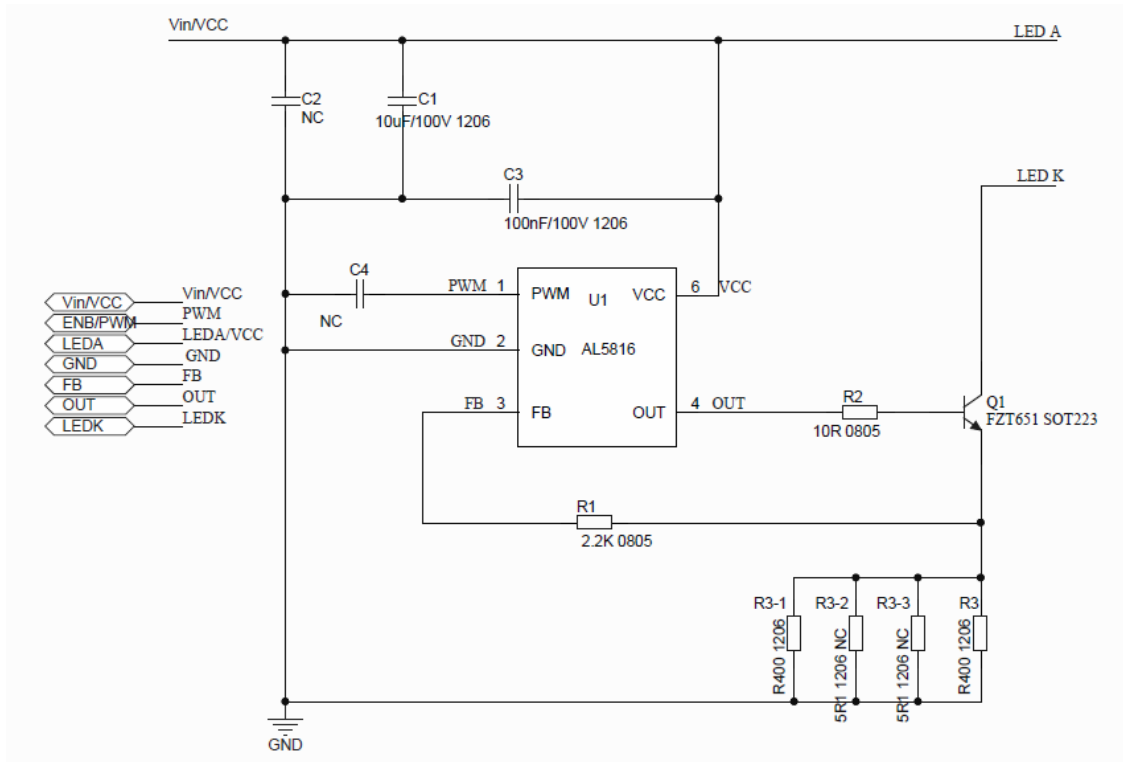 Vin/VCC
LED A
C2
NC
C1
10uF/100V 1206
C3
100nF/100V 1206
LED K
C4
NC
PWM 1
PWM
U1
VCC
6 VCC
GND 2
GND
AL5816
FB 3
FB
OUT
4 OUT
R2
10R 0805
Q1
FZT651 SOT223
Vin/VCC
Vin/VCC
ENB/PWM
PWM
LEDA
LEDA/VCC
GND
GND
FB
FB
OUT
OUT
LEDK
LEDK
R1
2.2K 0805
R3-1
R400 1206
R3-2
5R1 1206 NC
R3-3
5R1 1206 NC
R3
R400 1206
GND